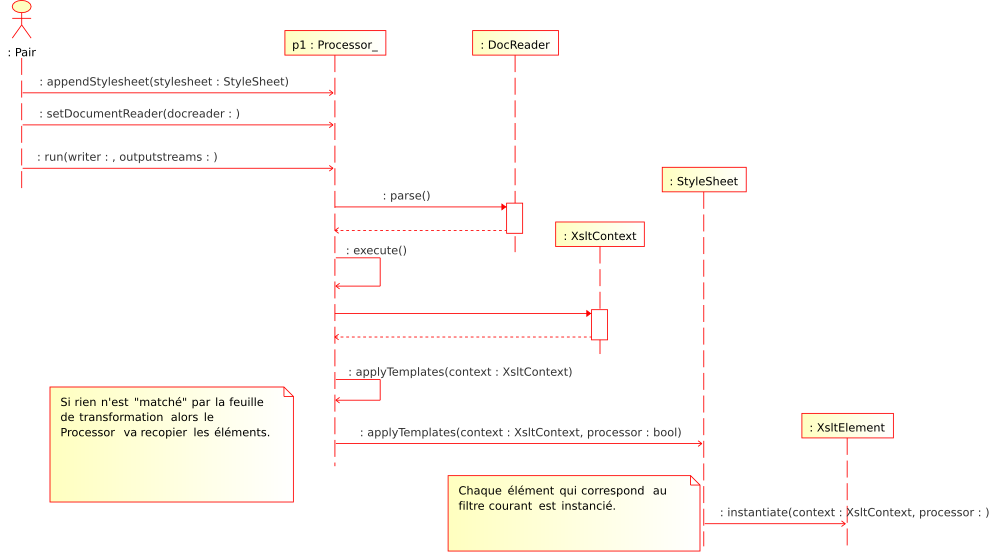 : Pair
p1 : Processor_
: DocReader
: appendStylesheet(stylesheet : StyleSheet)
: setDocumentReader(docreader : )
: run(writer : , outputstreams : )
: StyleSheet
: parse()
: XsltContext
: execute()
: applyTemplates(context : XsltContext)
Si rien n'est "matché" par la feuille
de transformation alors le
Processor va recopier les éléments.
: applyTemplates(context : XsltContext, processor : bool)
: XsltElement
Chaque élément qui correspond au
filtre courant est instancié.
: instantiate(context : XsltContext, processor : )